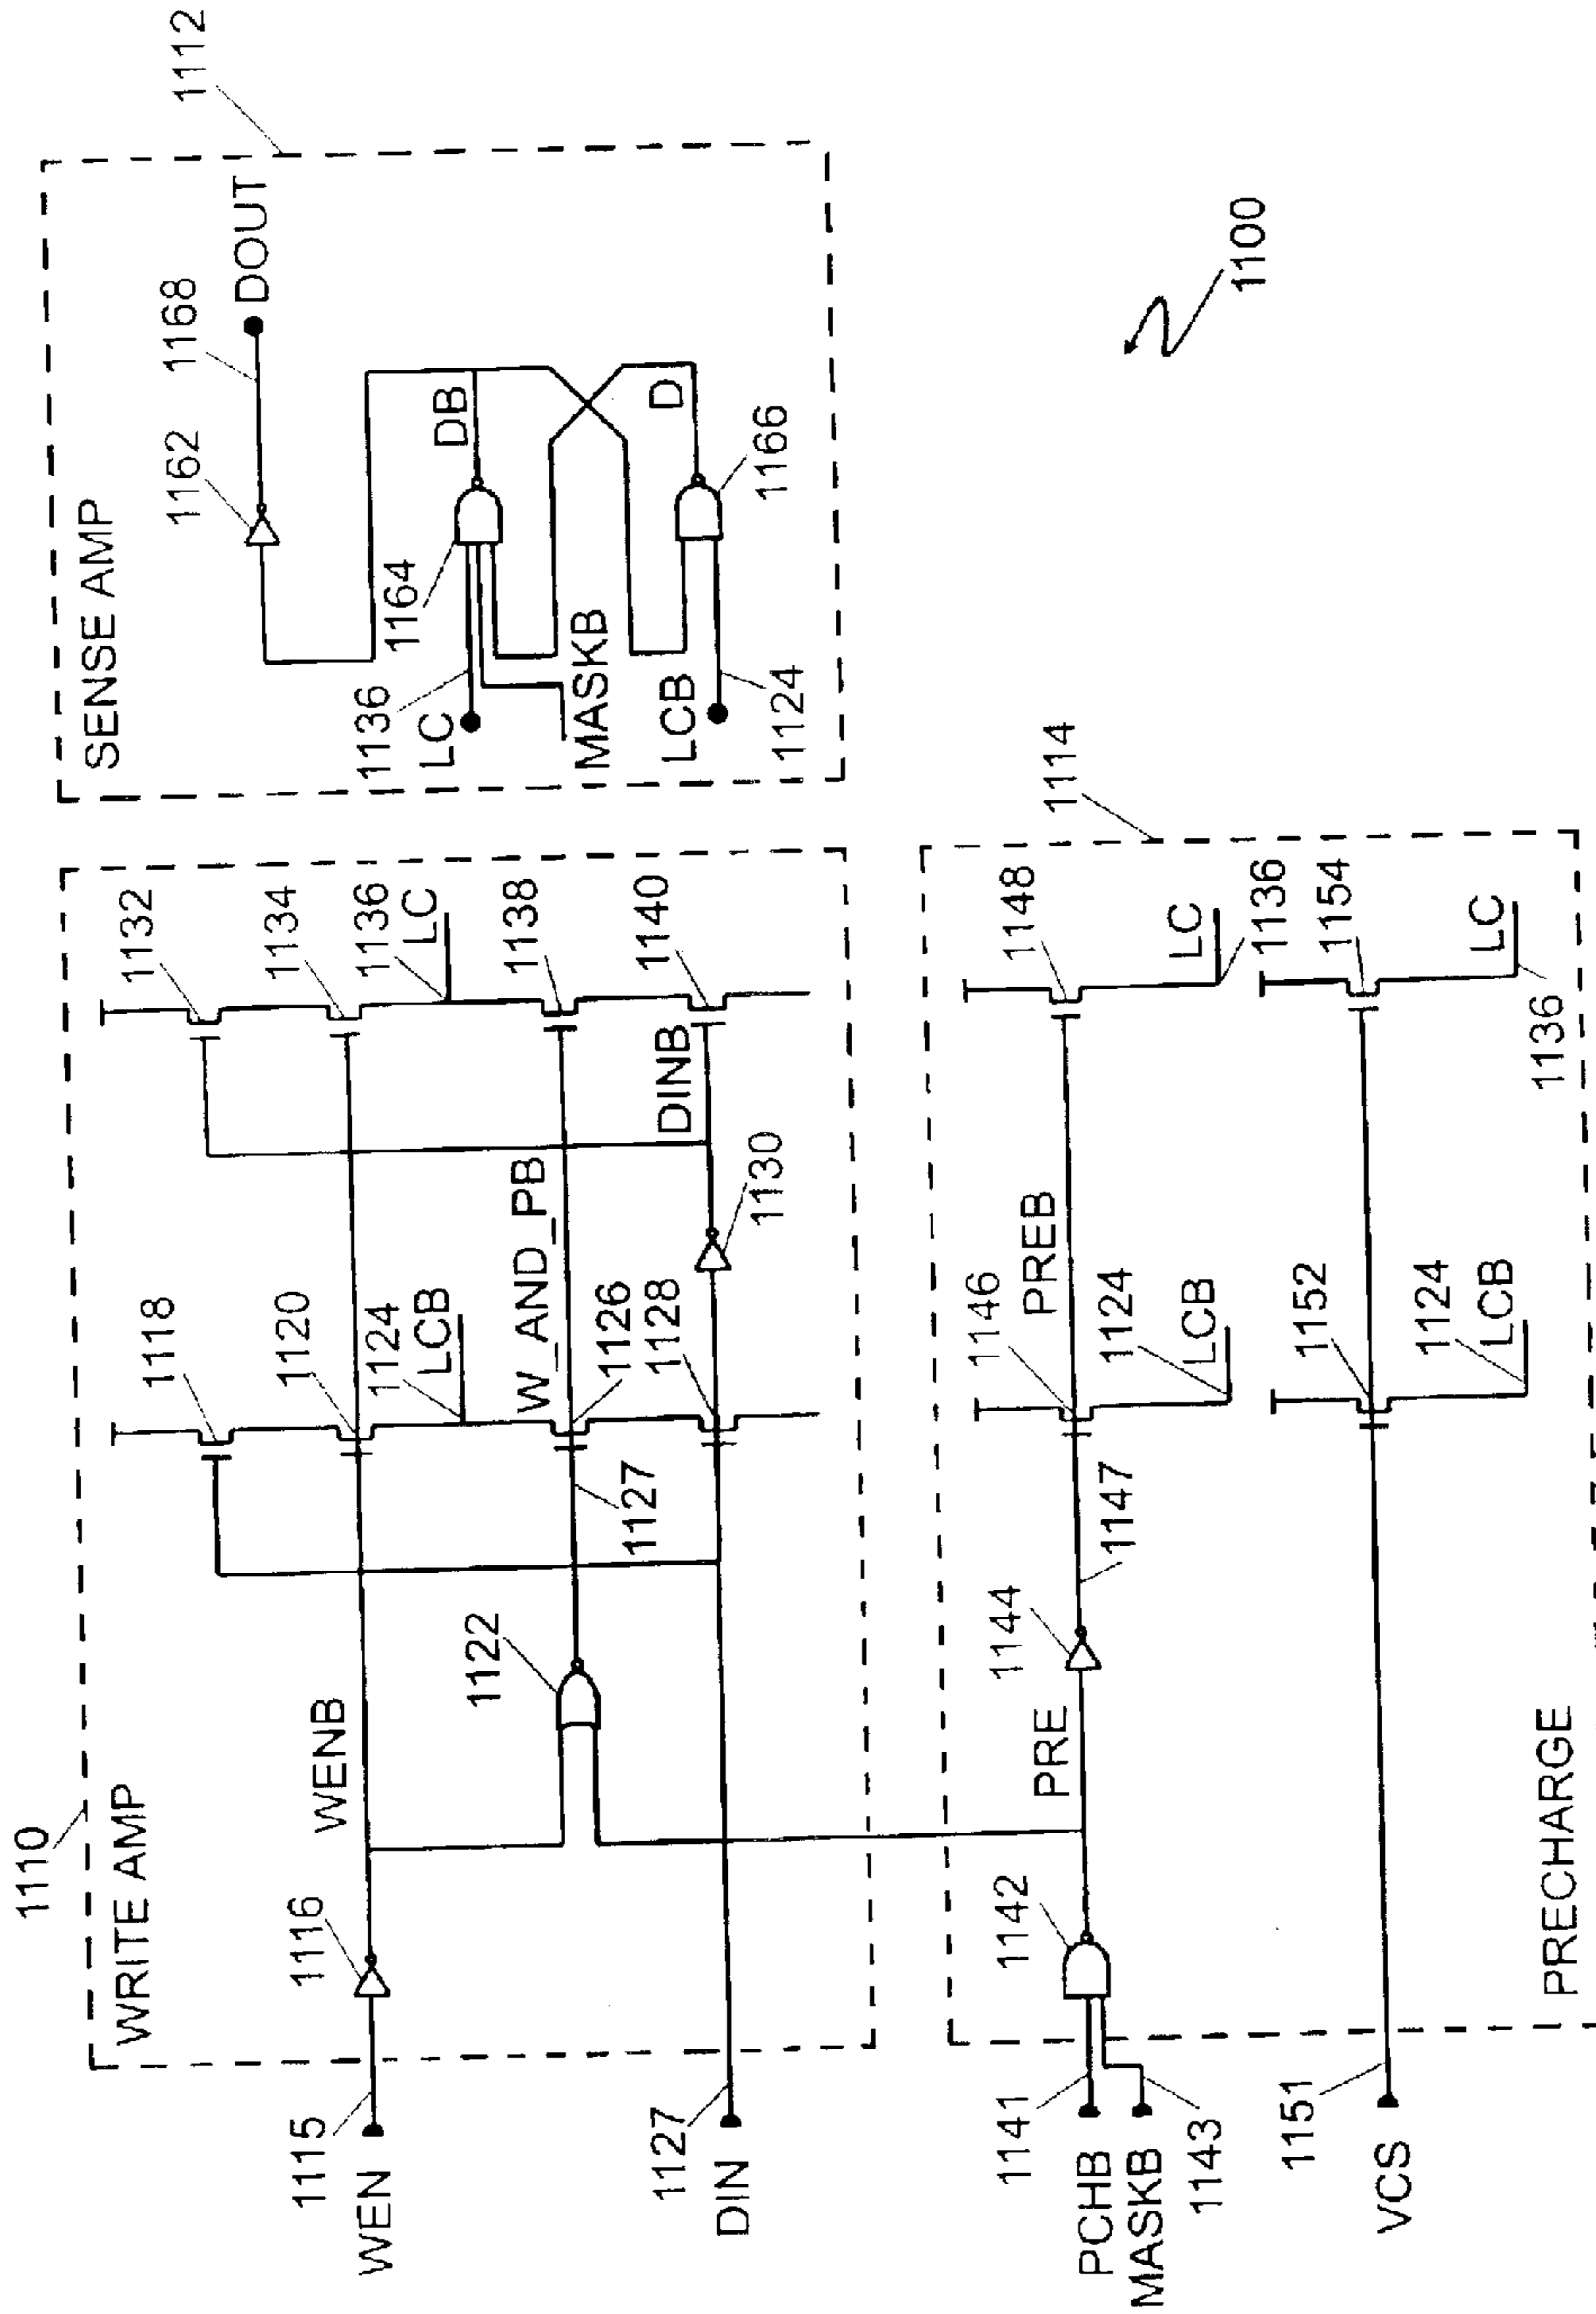 1110
WRITE AMP
1115
WEN
1116
WENB
1118
1120
1124
LCB
1122
1127
W_AND_PB
1126
1128
1130
DINB
1132
1134
1136
LC
1138
1140
1127
DIN
SENSE AMP
1112
1162
1168
DOUT
1164
DB
1136
LC
MASKB
LCB
1124
D
1166
1114
1141
PCHB
MASKB
1143
1142
PRE
1144
1147
1146
PREB
1124
LCB
1148
LC
1136
1151
VCS
1152
1124
LCB
1154
LC
1136
PRECHARGE
1100